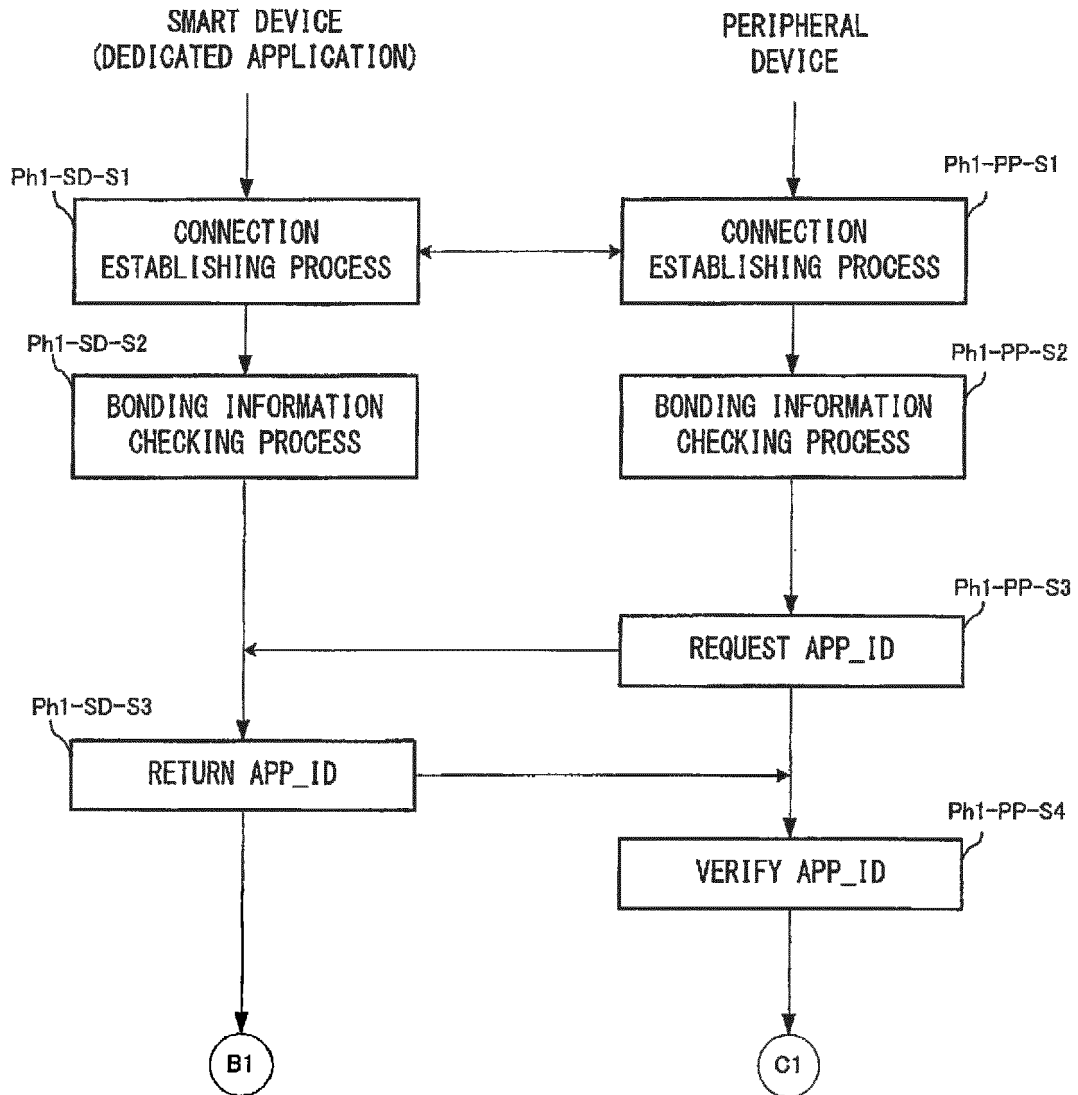 SMART DEVICE
(DEDICATED APPLICATION)
PERIPHERAL
DEVICE
Ph1-SD-S1
Ph1-PP-S1
CONNECTION
ESTABLISHING PROCESS
CONNECTION
ESTABLISHING PROCESS
Ph1-SD-S2
Ph1-PP-S2
BONDING INFORMATION
CHECKING PROCESS
BONDING INFORMATION
CHECKING PROCESS
Ph1-PP-S3
REQUEST APP_ID
Ph1-SD-S3
RETURN APP_ID
Ph1-PP-S4
VERIFY APP_ID
B1
C1